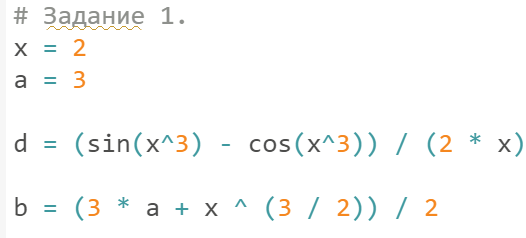 # Задание 1.
x = 2
a = 3
d = (sin(x^3) - cos(x^3)) / (2 * x)
b = (3 * a + x ^ (3 / 2)) / 2